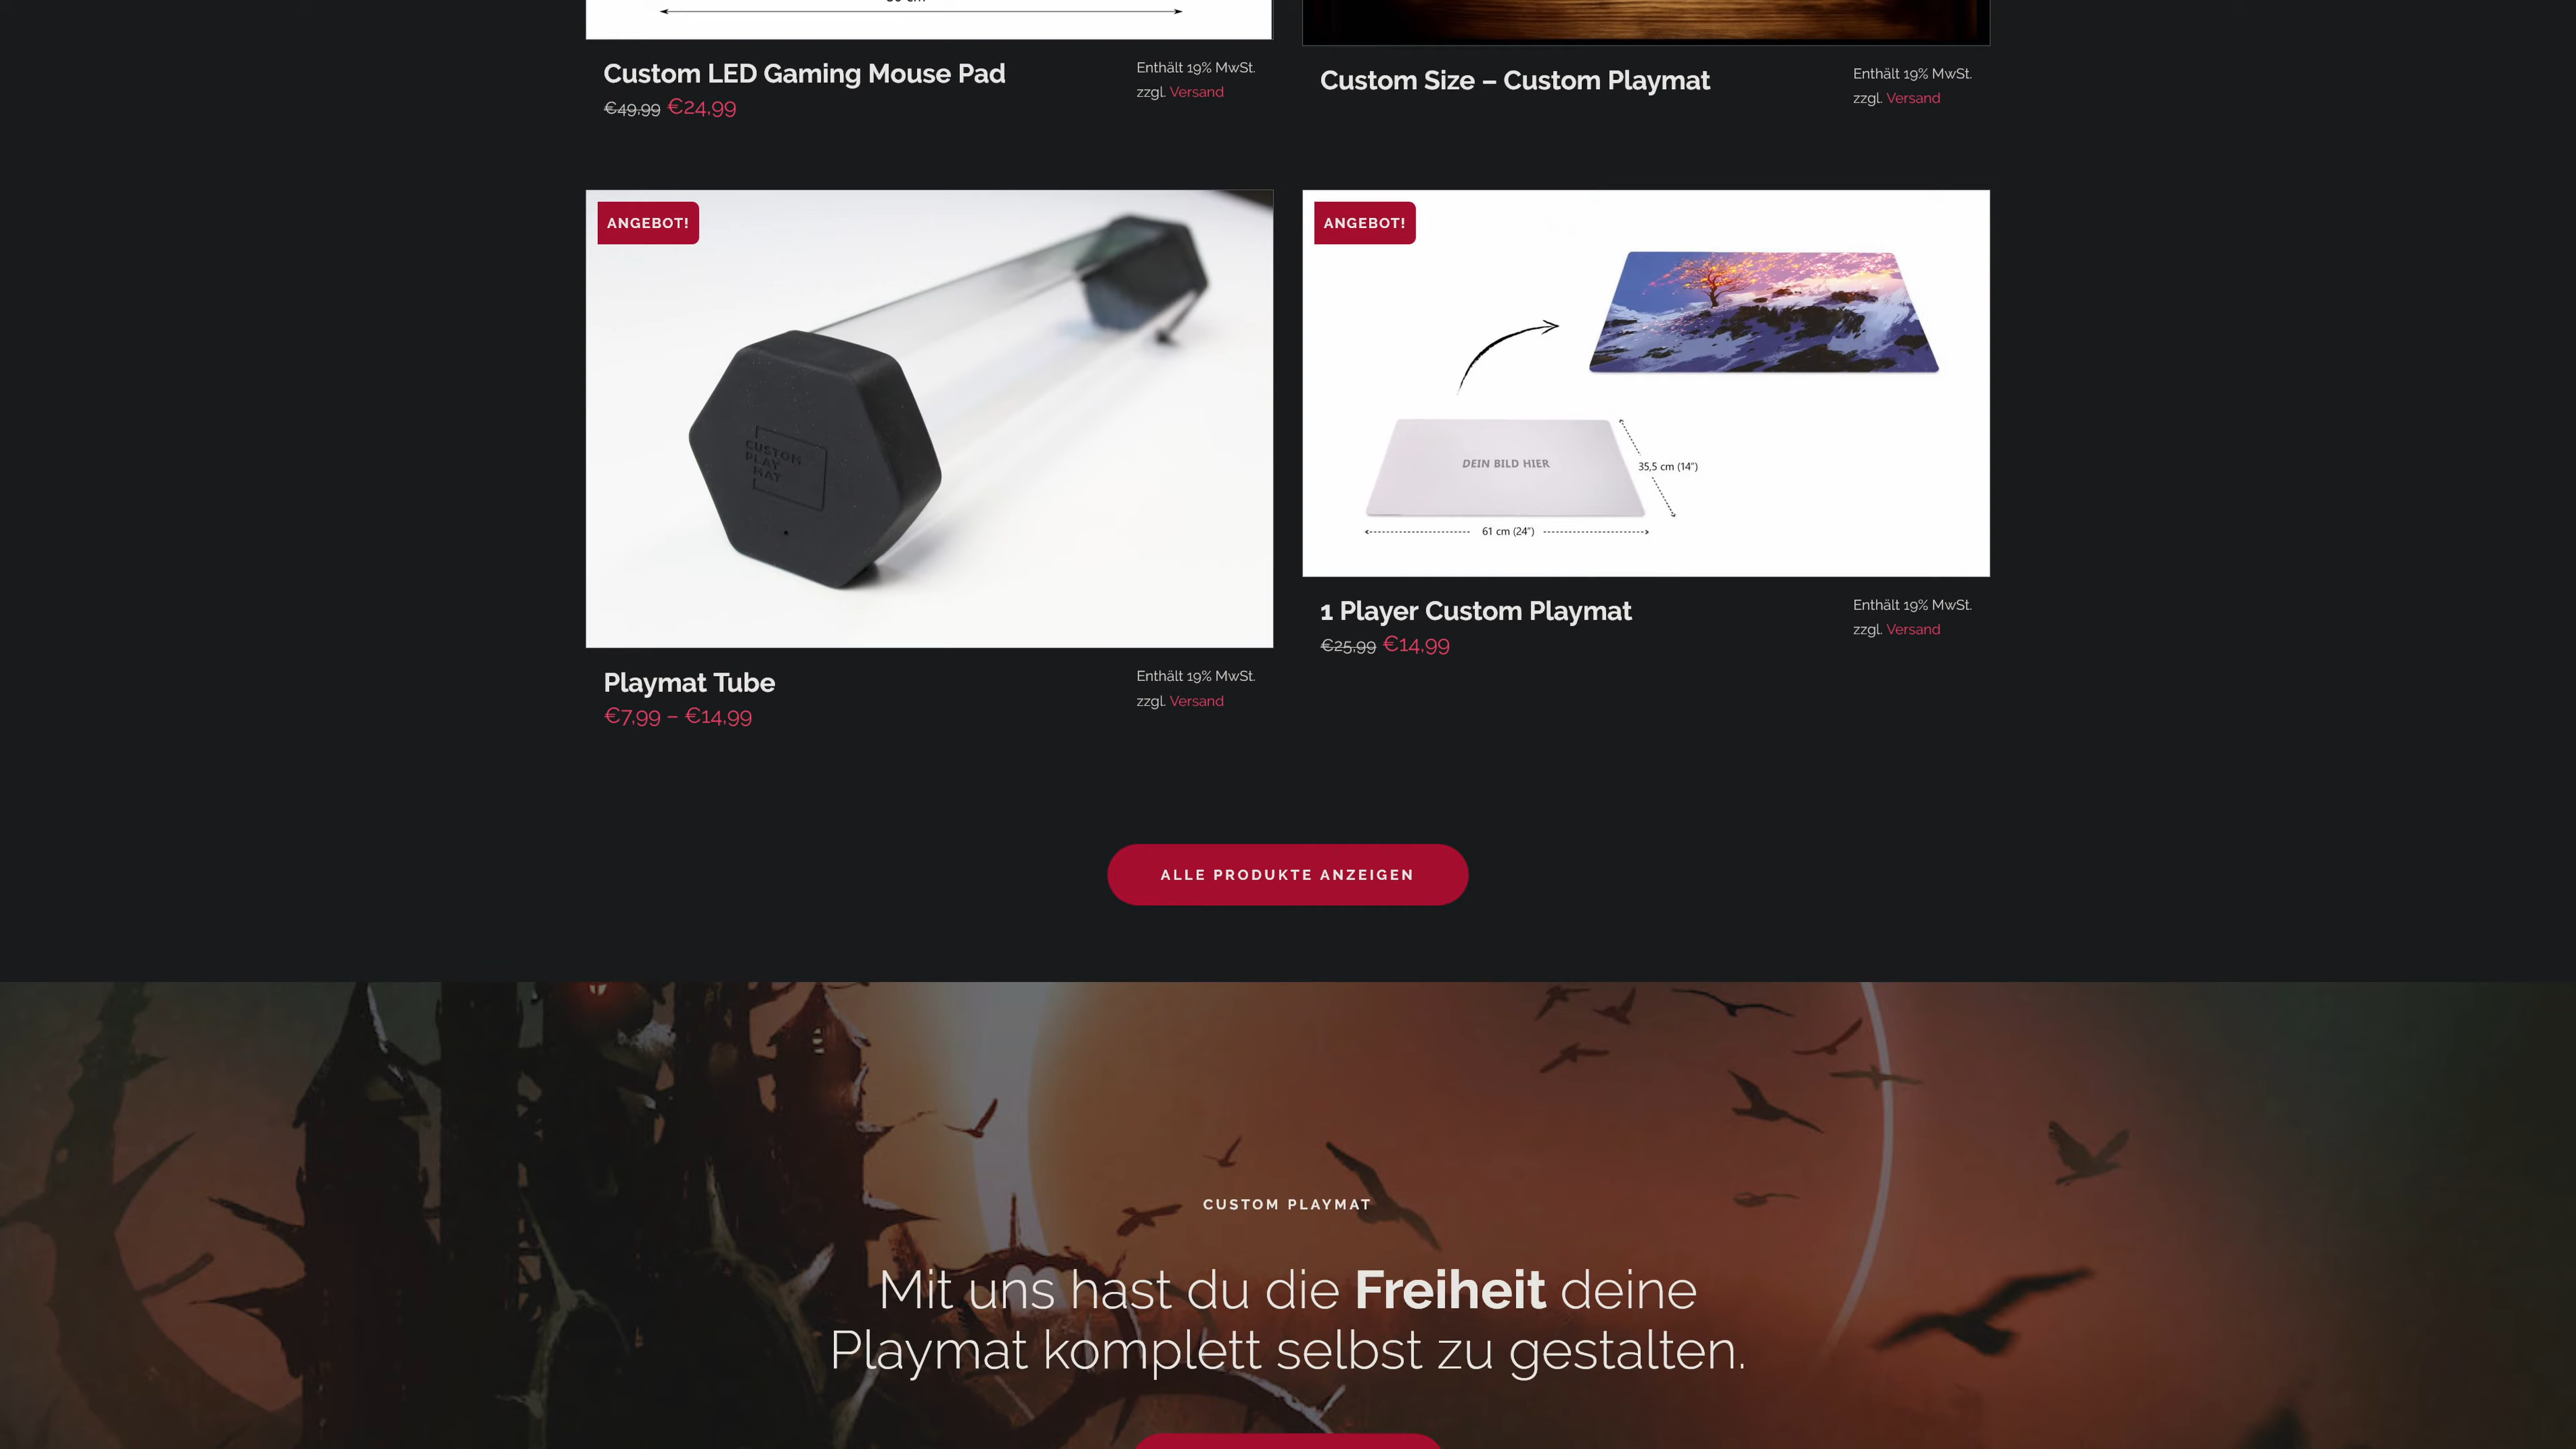 Custom LED Gaming Mouse Pad
€49,99 €24,99
Enthält 19% MwSt.
zzgl. Versand
Custom Size – Custom Playmat
Enthält 19% MwSt.
zzgl. Versand
ANGEBOT!
CUSTOM
PLAY
MAT
Playmat Tube
€7,99 – €14,99
Enthält 19% MwSt.
zzgl. Versand
ANGEBOT!
DEIN BILD HIER
35,5 cm (14")
61 cm (24")
1 Player Custom Playmat
€25,99 €14,99
Enthält 19% MwSt.
zzgl. Versand
ALLE PRODUKTE ANZEIGEN
CUSTOM PLAYMAT
Mit uns hast du die Freiheit deine
Playmat komplett selbst zu gestalten.